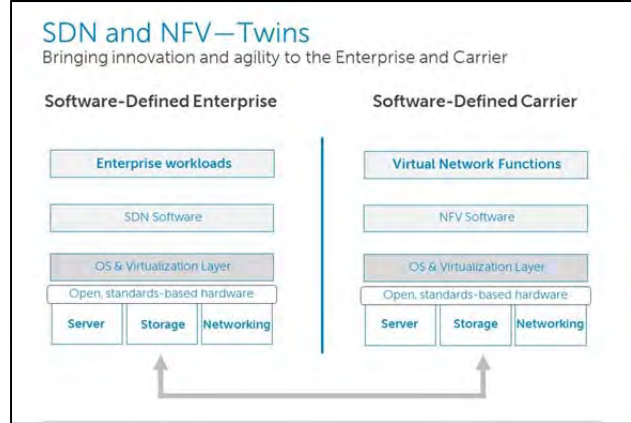 SDN and NFV—Twins
Bringing innovation and agility to the Enterprise and Carrier
Software-Defined Enterprise
Enterprise workloads
SDN Software
OS & Virtualization Layer
Open, standards-based hardware
Server Storage Networking
Software-Defined Carrier
Virtual Network Functions
NFV Software
OS & Virtualization Layer
Open, standards-based hardware
Server Storage Networking